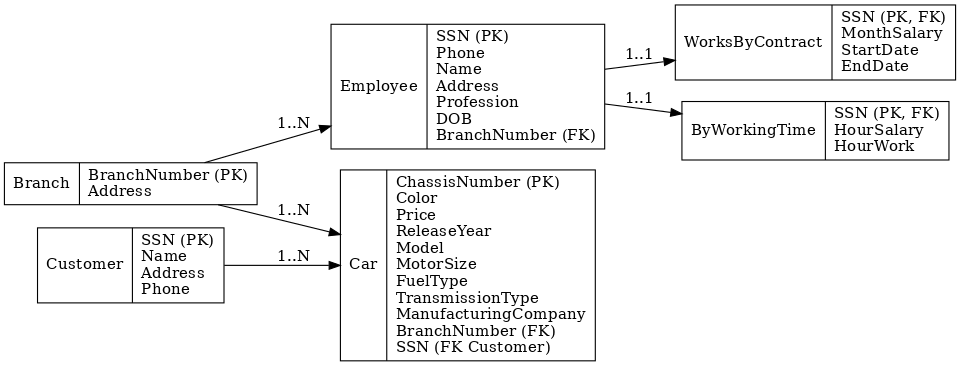 Branch
BranchNumber (PK)
Address
Customer
SSN (PK)
Name
Address
Phone
1..N
1..N
1..N
Employee
SSN (PK)
Phone
Name
Address
Profession
DOB
BranchNumber (FK)
Car
ChassisNumber (PK)
Color
Price
ReleaseYear
Model
MotorSize
FuelType
TransmissionType
ManufacturingCompany
BranchNumber (FK)
SSN (FK Customer)
1..1
1..1
WorksByContract
SSN (PK, FK)
MonthSalary
StartDate
EndDate
ByWorkingTime
SSN (PK, FK)
HourSalary
HourWork